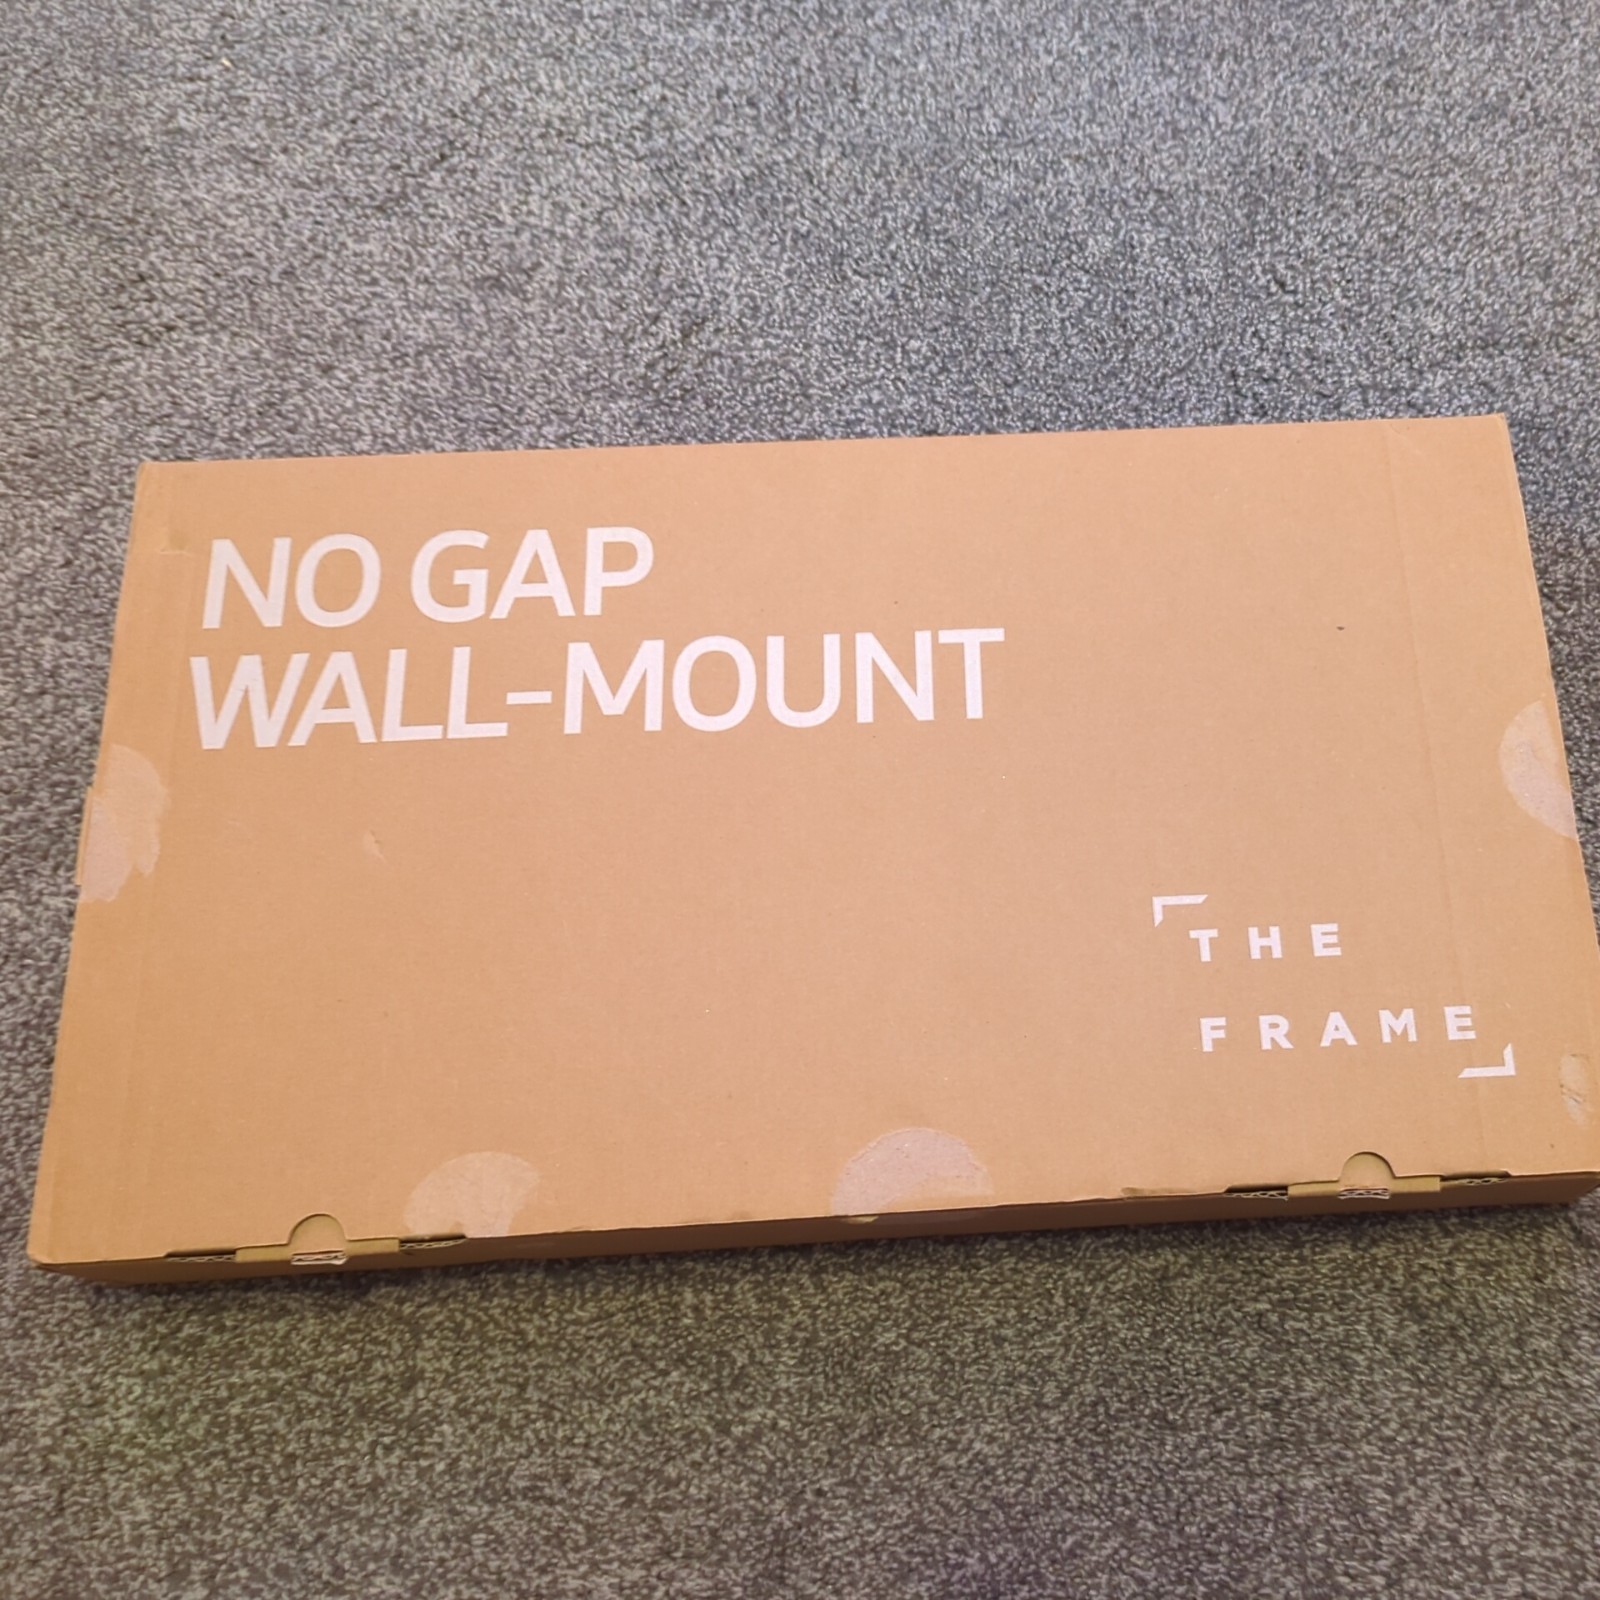 NO GAP
WALL-MOUNT
THE
FRAME